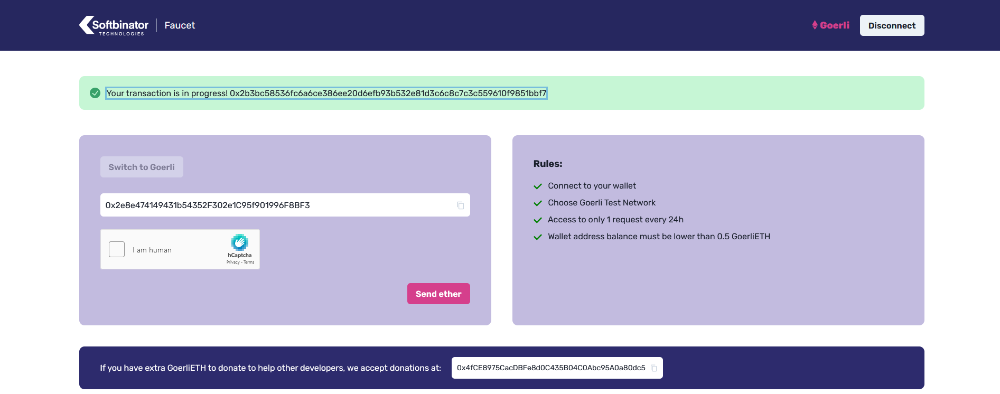 Softbinator
TECHNOLOGIES
Faucet
Goerli
Disconnect
Your transaction is in progress! 0x2b3bc58536fc6a6ce386ee20d6efb93b532e81d3c6c8c7c3c559610f9851bbf7
Switch to Goerli
0x2e8e474149431b54352F302e1C95f901996F8BF3
I am human
hCaptcha
Privacy - Terms
Send ether
Rules:
Connect to your wallet
Choose Goerli Test Network
Access to only 1 request every 24h
Wallet address balance must be lower than 0.5 GoerliETH
If you have extra GoerliETH to donate to help other developers, we accept donations at:
0x4fCE8975CacDBFe8d0C435B04C0Abc95A0a80dc5